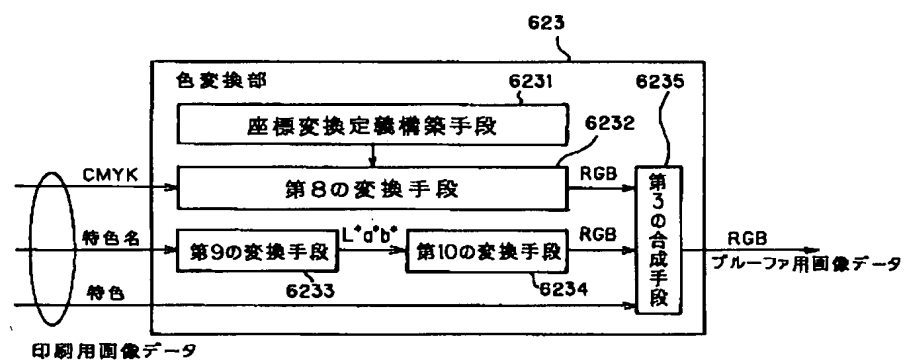 623
色変換部
6231
6235
座標変換定義構築手段
6232
CMYK
第8の変換手段
RGB
第3の合成手段
特色名
第9の変換手段
L*a*b*
第10の変換手段
RGB
RGB
プルーファ用画像データ
6233
6234
特色
印刷用画像データ